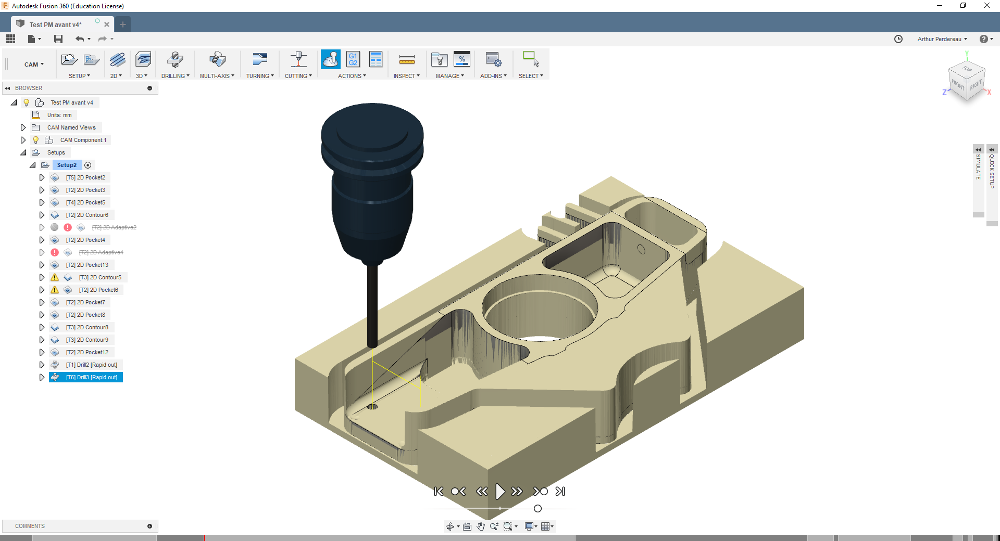 Autodesk Fusion 360 (Education License)
Test PM avant v4*
Arthur Perdereau
CAM
G1
G2
%
SETUP
2D
3D
DRILLING
MULTI-AXIS
TURNING
CUTTING
ACTIONS
INSPECT
MANAGE
ADD-INS
SELECT
BROWSER
Test PM avant v4
Units: mm
CAM Named Views
CAM Component:1
Setups
Setup2
[T5] 2D Pocket2
[T2] 2D Pocket3
[T4] 2D Pocket5
[T2] 2D Contour6
[T2] 2D Adaptive2
[T2] 2D Pocket4
[T2] 2D Adaptive4
[T2] 2D Pocket13
[T3] 2D Contour5
[T2] 2D Pocket6
[T2] 2D Pocket7
[T2] 2D Pocket8
[T3] 2D Contour8
[T3] 2D Contour9
[T2] 2D Pocket12
[T1] Drill2 [Rapid out]
[T6] Drill3 [Rapid out]
Y
TOP
FRONT
RIGHT
Z
X
SIMULATE
QUICK SETUP
COMMENTS